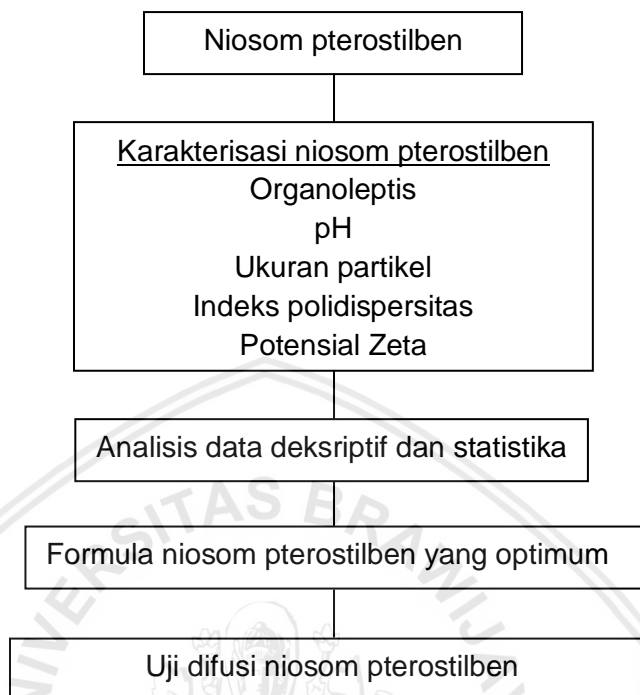 Niosom pterostilben
Karakterisasi niosom pterostilben
Organoleptis
pH
Ukuran partikel
Indeks polidispersitas
Potensial Zeta
Analisis data deksriptif dan statistika
Formula niosom pterostilben yang optimum
Uji difusi niosom pterostilben